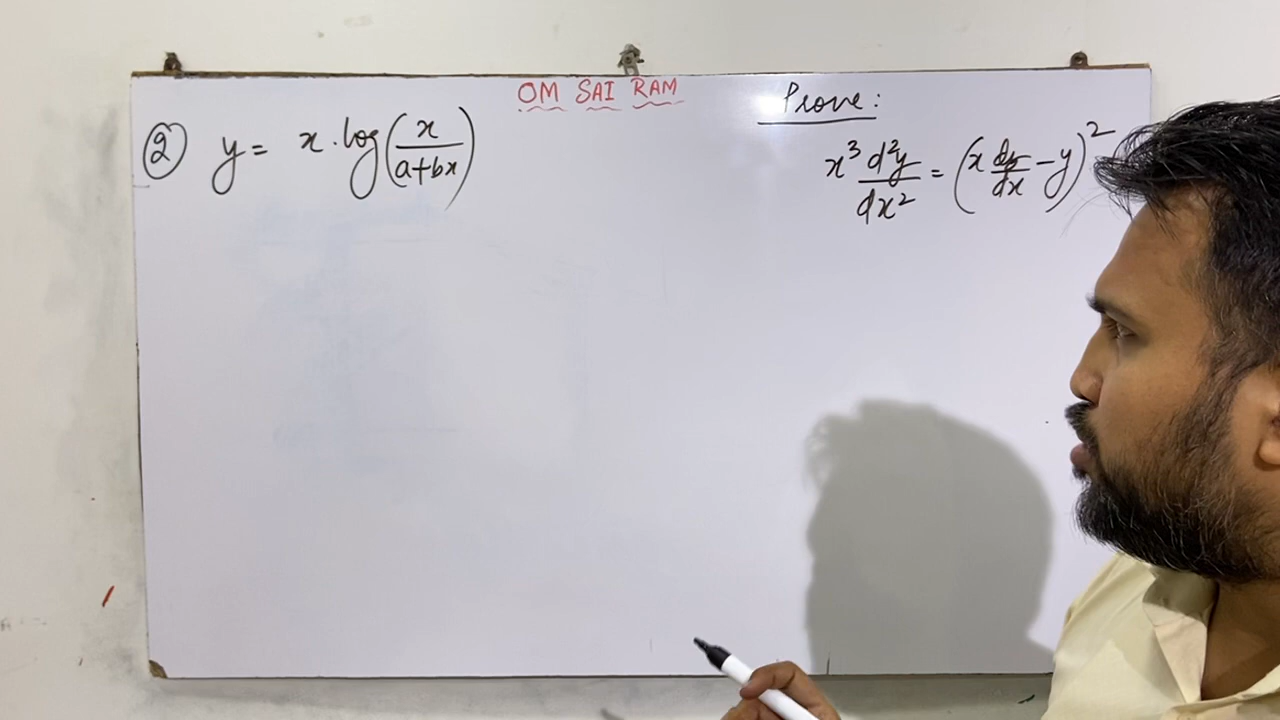 OM SAI RAM
Prove:
② y = x·log(x/(a+bx))
x³ d²y/dx² = (x dy/dx - y)²